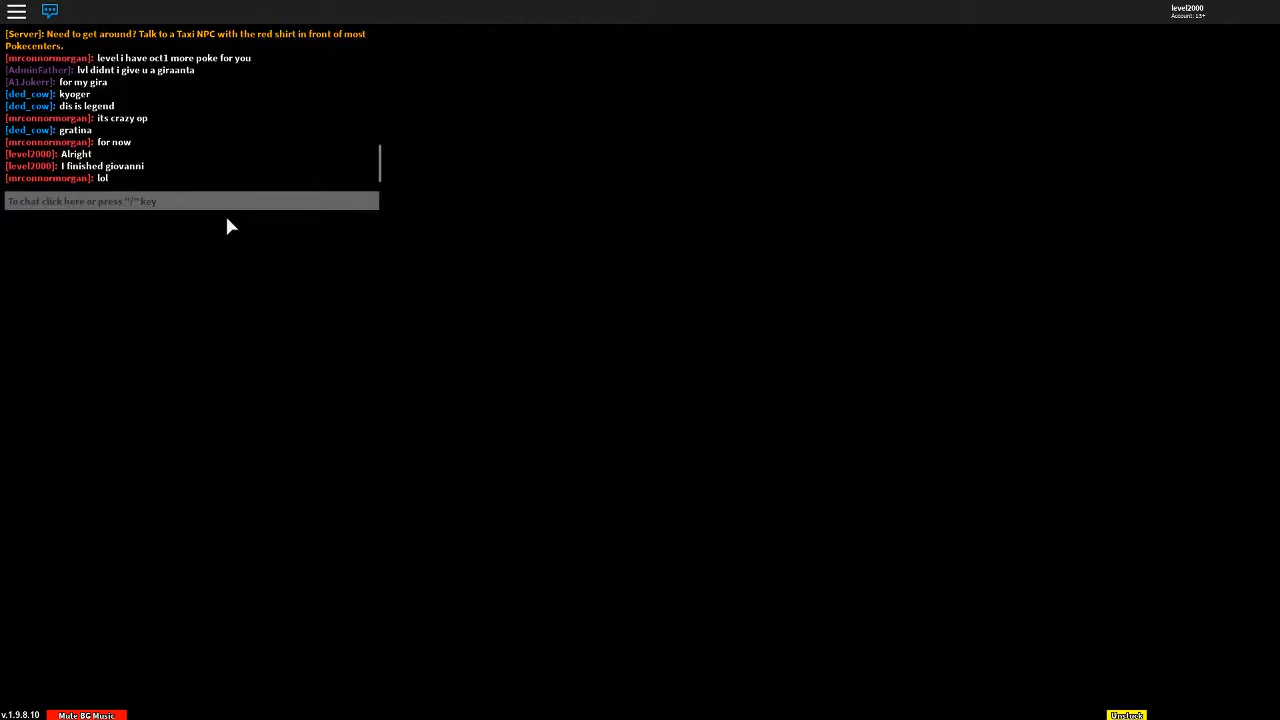 level2000
Account: 13+
[Server]: Need to get around? Talk to a Taxi NPC with the red shirt in front of most
Pokecenters.
[mrconnormorgan]: level i have oct1 more poke for you
[AdminFather]: lvl didnt i give u a giraanta
[A1Jokerr]: for my gira
[ded_cow]: kyoger
[ded_cow]: dis is legend
[mrconnormorgan]: its crazy op
[ded_cow]: gratina
[mrconnormorgan]: for now
[level2000]: Alright
[level2000]: I finished giovanni
[mrconnormorgan]: lol
To chat click here or press "/" key
v.1.9.8.10
Mute BG Music
Unstuck